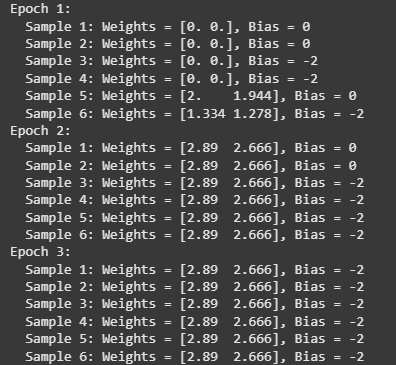 Epoch 1:
  Sample 1: Weights = [0. 0.], Bias = 0
  Sample 2: Weights = [0. 0.], Bias = 0
  Sample 3: Weights = [0. 0.], Bias = -2
  Sample 4: Weights = [0. 0.], Bias = -2
  Sample 5: Weights = [2.    1.944], Bias = 0
  Sample 6: Weights = [1.334 1.278], Bias = -2
Epoch 2:
  Sample 1: Weights = [2.89  2.666], Bias = 0
  Sample 2: Weights = [2.89  2.666], Bias = 0
  Sample 3: Weights = [2.89  2.666], Bias = -2
  Sample 4: Weights = [2.89  2.666], Bias = -2
  Sample 5: Weights = [2.89  2.666], Bias = -2
  Sample 6: Weights = [2.89  2.666], Bias = -2
Epoch 3:
  Sample 1: Weights = [2.89  2.666], Bias = -2
  Sample 2: Weights = [2.89  2.666], Bias = -2
  Sample 3: Weights = [2.89  2.666], Bias = -2
  Sample 4: Weights = [2.89  2.666], Bias = -2
  Sample 5: Weights = [2.89  2.666], Bias = -2
  Sample 6: Weights = [2.89  2.666], Bias = -2